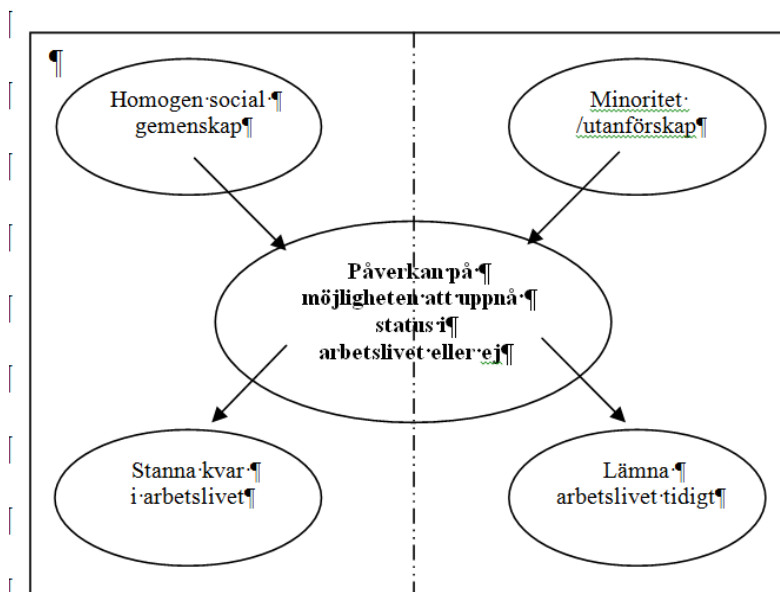 Homogen social
gemenskap
Minoritet
/utanförskap
Påverkan på
möjligheten att uppnå
status i
arbetslivet eller ej
Stanna kvar
i arbetslivet
Lämna
arbetslivet tidigt